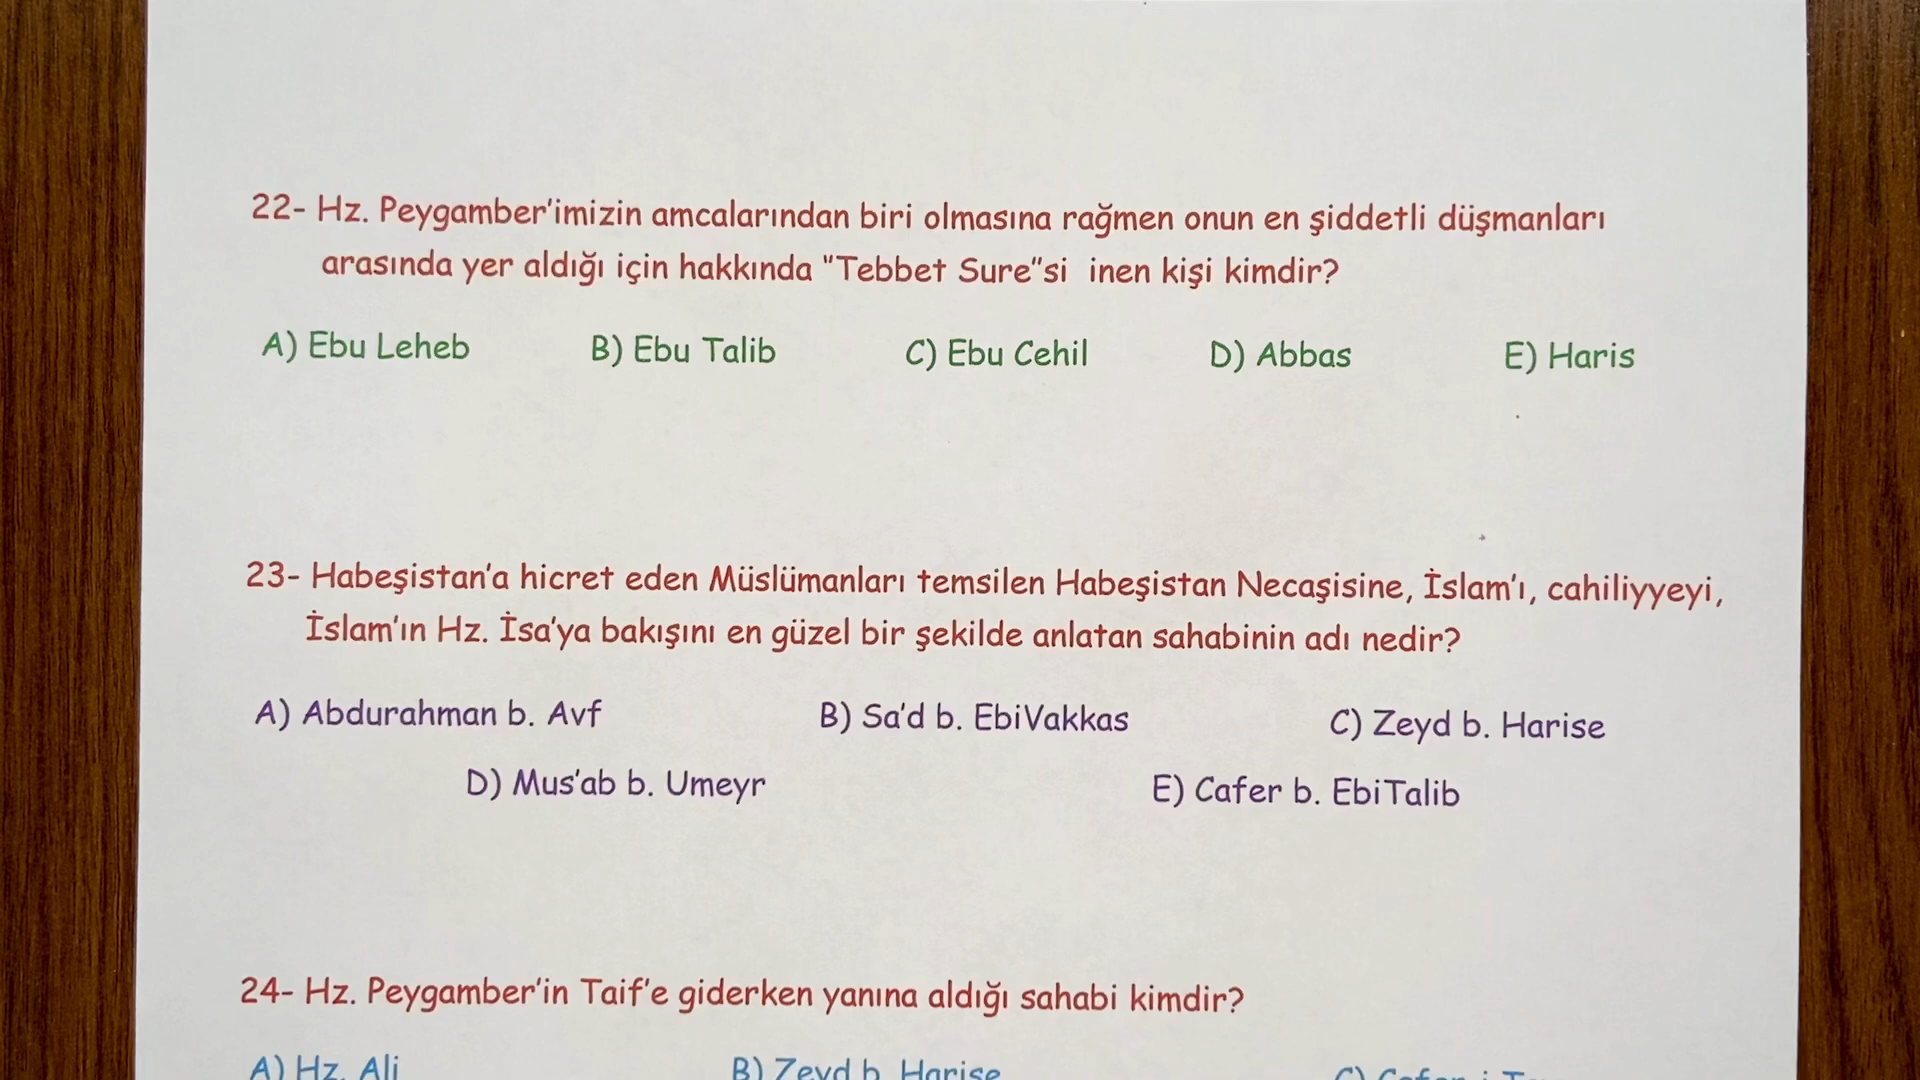 22- Hz. Peygamber'imizin amcalarından biri olmasına rağmen onun en şiddetli düşmanları
arasında yer aldığı için hakkında "Tebbet Sure"si inen kişi kimdir?
A) Ebu Leheb B) Ebu Talib C) Ebu Cehil D) Abbas E) Haris
23- Habeşistan'a hicret eden Müslümanları temsilen Habeşistan Necaşisine, İslam'ı, cahiliyyeyi,
İslam'ın Hz. İsa'ya bakışını en güzel bir şekilde anlatan sahabinin adı nedir?
A) Abdurahman b. Avf B) Sa'd b. EbiVakkas C) Zeyd b. Harise
D) Mus'ab b. Umeyr E) Cafer b. EbiTalib
24- Hz. Peygamber'in Taif'e giderken yanına aldığı sahabi kimdir?
A) Hz. Ali B) Zeyd b. Harise C)